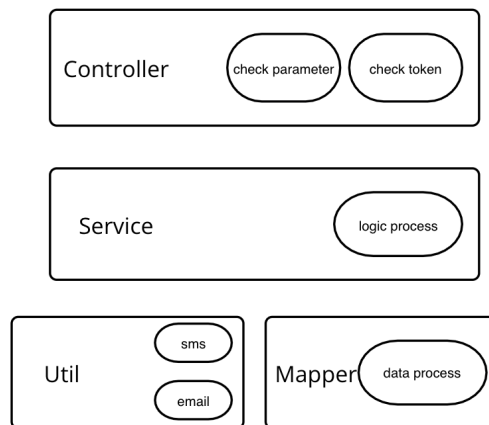 Controller
check parameter
check token
Service
logic process
Util
sms
email
Mapper
data process